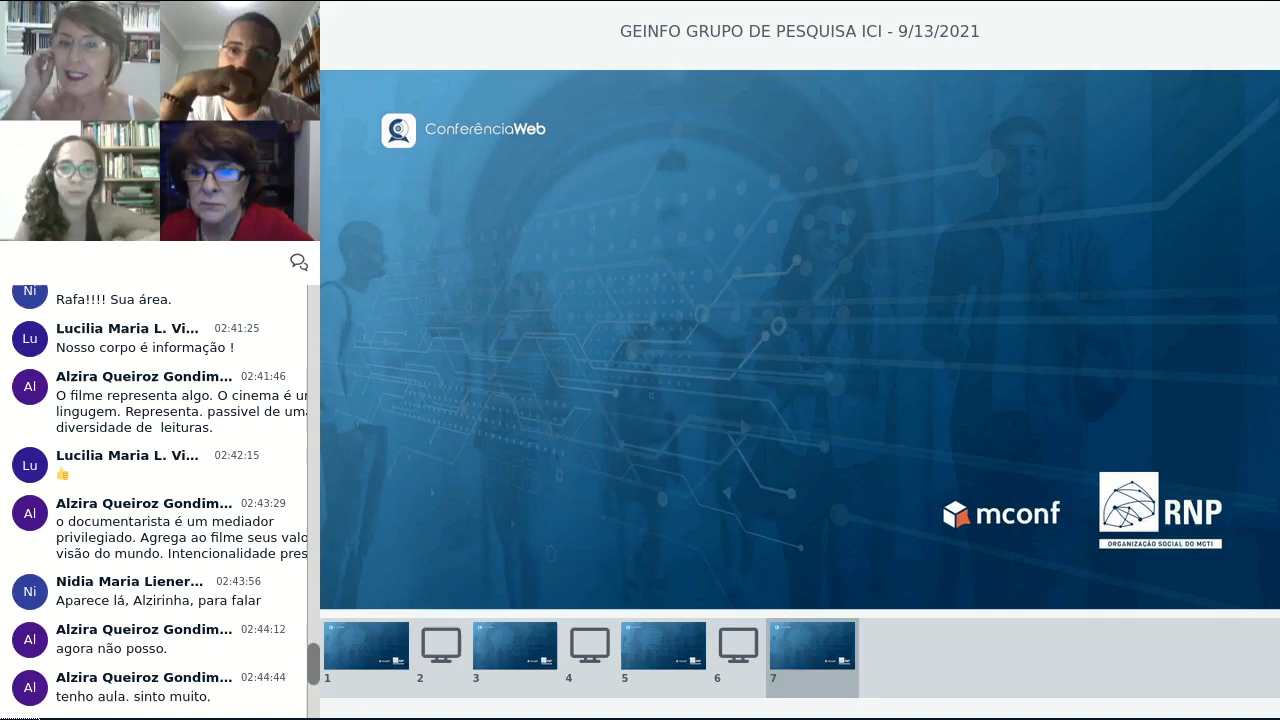 GEINFO GRUPO DE PESQUISA ICI - 9/13/2021
ConferênciaWeb
mconf
RNP
ORGANIZAÇÃO SOCIAL DO MCTI
Ni
Rafa!!!! Sua área.
Lu
Lucilia Maria L. Vi... 02:41:25
Nosso corpo é informação !
Al
Alzira Queiroz Gondim... 02:41:46
O filme representa algo. O cinema é
lingugem. Representa. passivel de uma
diversidade de leituras.
Lu
Lucilia Maria L. Vi... 02:42:15
👍
Al
Alzira Queiroz Gondim... 02:43:29
o documentarista é um mediador
privilegiado. Agrega ao filme seus valo
visão do mundo. Intencionalidade pres
Ni
Nidia Maria Liener... 02:43:56
Aparece lá, Alzirinha, para falar
Al
Alzira Queiroz Gondim... 02:44:12
agora não posso.
Al
Alzira Queiroz Gondim... 02:44:44
tenho aula. sinto muito.
1 2 3 4 5 6 7